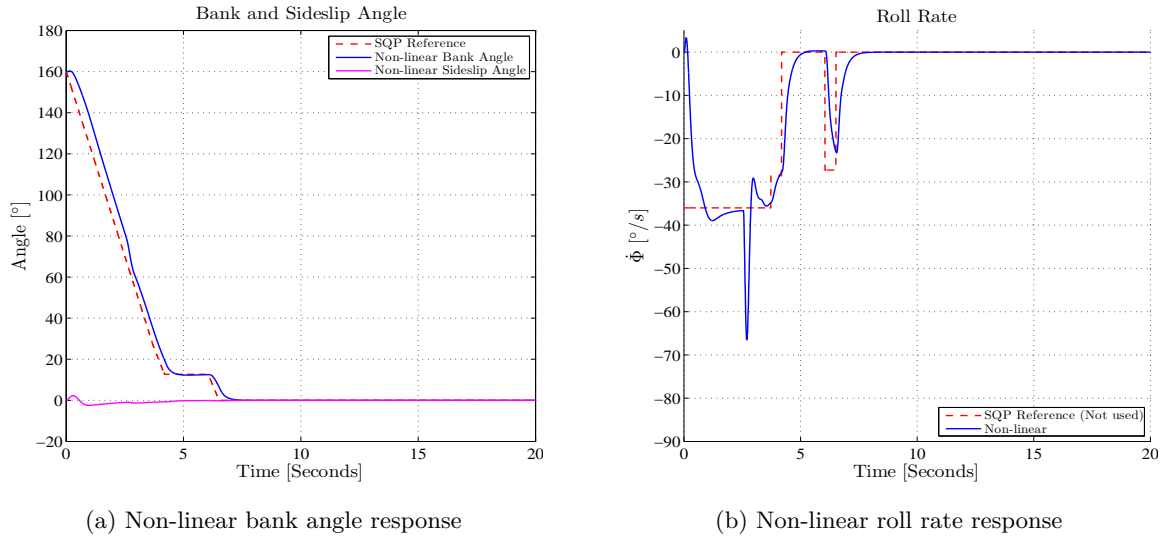 Bank and Sideslip Angle
SQP Reference
Non-linear Bank Angle
Non-linear Sideslip Angle
Angle [°]
180
160
140
120
100
80
60
40
20
0
−20
0
5
10
15
20
Time [Seconds]
(a) Non-linear bank angle response
Roll Rate
Φ̇ [°/s]
0
−10
−20
−30
−40
−50
−60
−70
−80
−90
SQP Reference (Not used)
Non-linear
0
5
10
15
20
Time [Seconds]
(b) Non-linear roll rate response